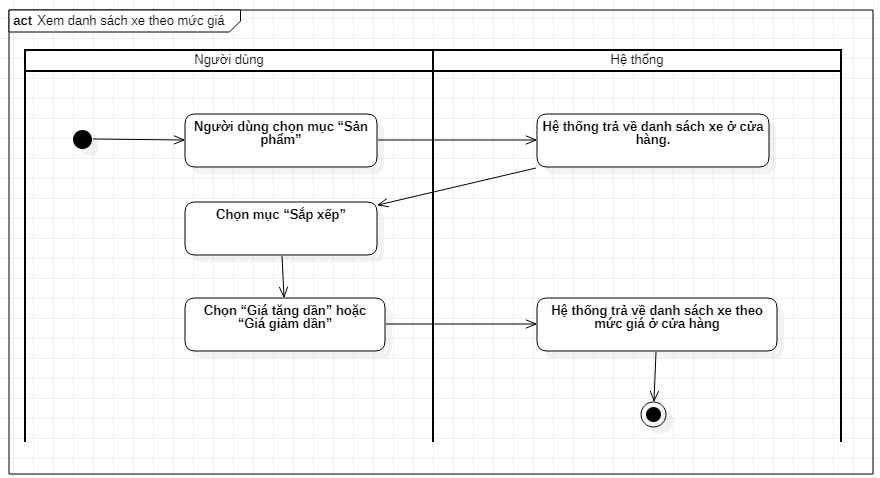 act Xem danh sách xe theo mức giá
Người dùng
Hệ thống
Người dùng chọn mục “Sản
phẩm”
Hệ thống trả về danh sách xe ở cửa
hàng.
Chọn mục “Sắp xếp”
Chọn “Giá tăng dần” hoặc
“Giá giảm dần”
Hệ thống trả về danh sách xe theo
mức giá ở cửa hàng